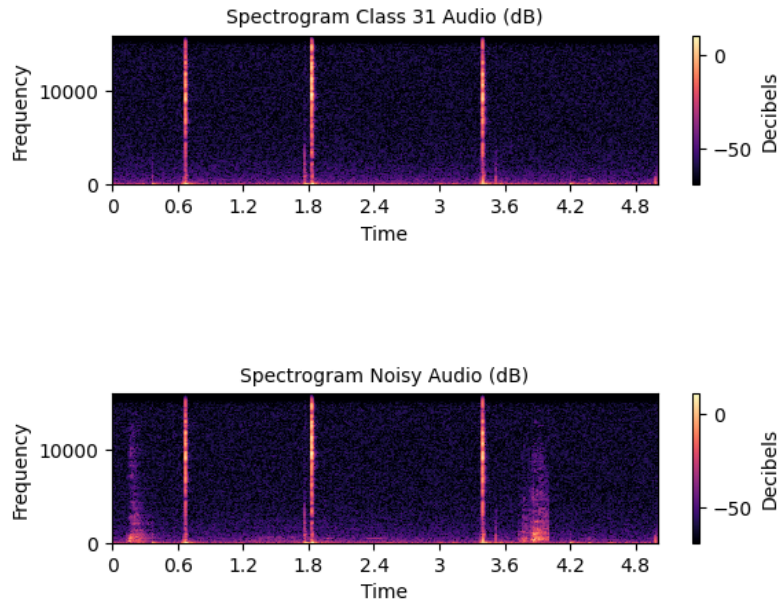 Spectrogram Class 31 Audio (dB)
Frequency
10000
0
0 0.6 1.2 1.8 2.4 3 3.6 4.2 4.8
Time
0
−50
Decibels
Spectrogram Noisy Audio (dB)
Frequency
10000
0
0 0.6 1.2 1.8 2.4 3 3.6 4.2 4.8
Time
0
−50
Decibels